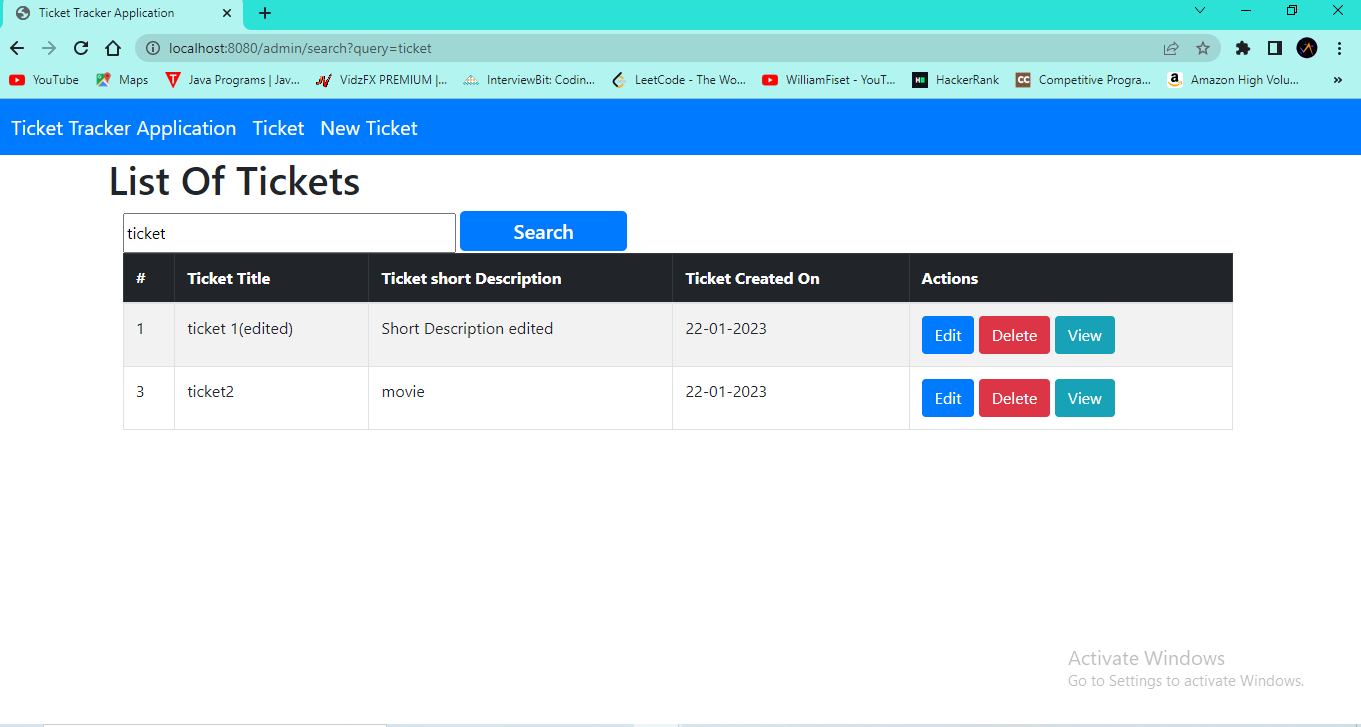 Ticket Tracker Application
localhost:8080/admin/search?query=ticket
YouTube Maps Java Programs | Jav... VidzFX PREMIUM |... InterviewBit: Codin... LeetCode - The Wo... WilliamFiset - YouT... HackerRank Competitive Progra... Amazon High Volu... »
Ticket Tracker Application Ticket New Ticket
List Of Tickets
ticket Search
# Ticket Title Ticket short Description Ticket Created On Actions
1 ticket 1(edited) Short Description edited 22-01-2023 Edit Delete View
3 ticket2 movie 22-01-2023 Edit Delete View
Activate Windows
Go to Settings to activate Windows.